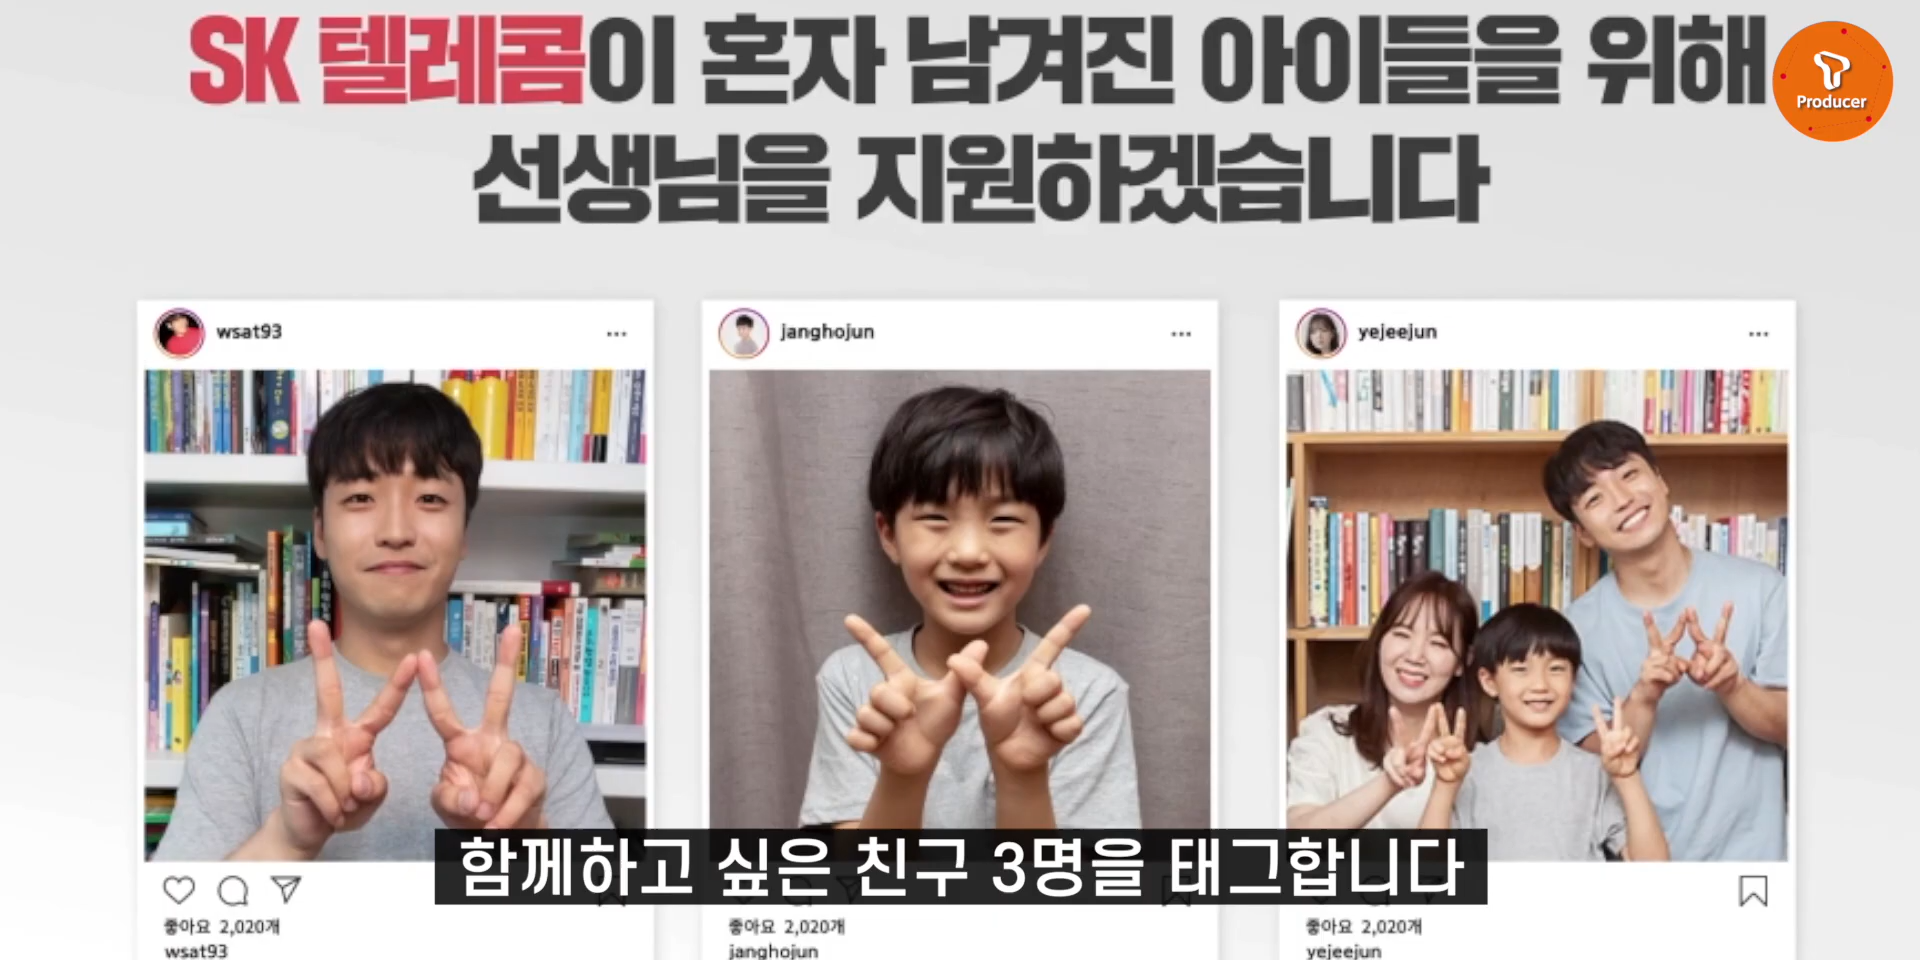 SK 텔레콤이 혼자 남겨진 아이들을 위해
선생님을 지원하겠습니다
Producer
wsat93
janghojun
yejeejun
함께하고 싶은 친구 3명을 태그합니다
좋아요 2,020개
wsat93
좋아요 2,020개
janghojun
좋아요 2,020개
yejeejun